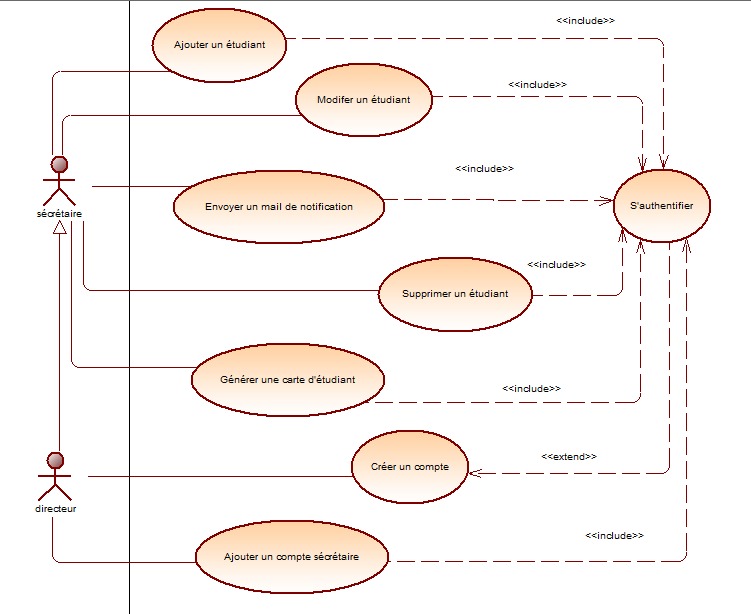 <<include>>
Ajouter un étudiant
<<include>>
Modifer un étudiant
<<include>>
Envoyer un mail de notification
S'authentifier
sécrétaire
<<include>>
Supprimer un étudiant
Générer une carte d'étudiant
<<include>>
<<extend>>
Créer un compte
directeur
<<include>>
Ajouter un compte sécrétaire